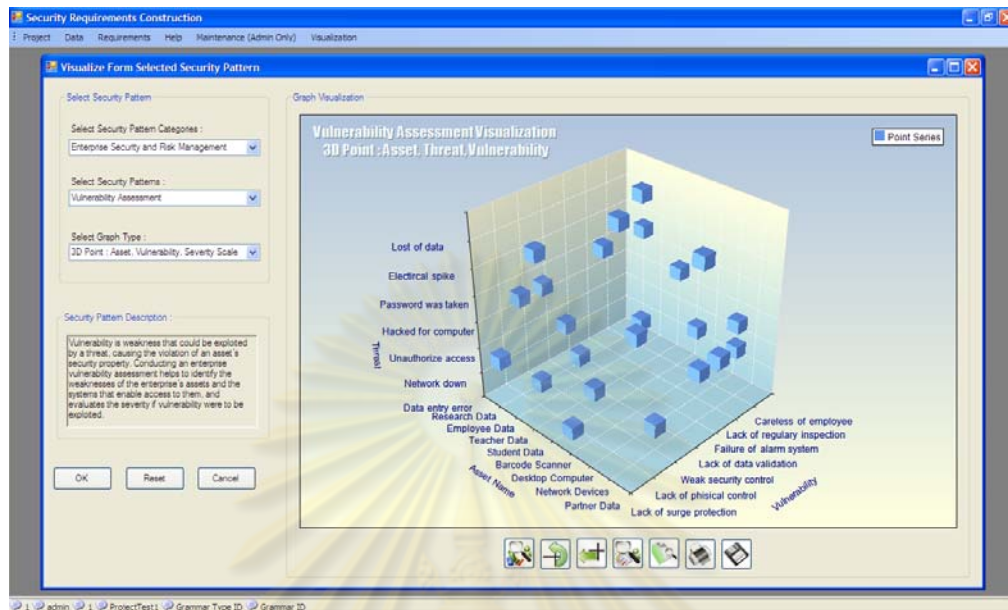 Security Requirements Construction
Project Data Requirements Help Maintenance (Admin Only) Visualization
Visualize Form Selected Security Pattern
Select Security Pattern
Select Security Pattern Categories :
Enterprise Security and Risk Management
Select Security Patterns :
Vulnerability Assessment
Select Graph Type :
3D Point : Asset, Vulnerability, Severity Scale
Security Pattern Description :
Vulnerability is weakness that could be exploited
by a threat, causing the violation of an asset's
security property. Conducting an enterprise
vulnerability assessment helps to identify the
weaknesses of the enterprise's assets and the
systems that enable access to them, and
evaluates the severity if vulnerability were to be
exploited.
OK Reset Cancel
Graph Visualization
Vulnerability Assessment Visualization
3D Point : Asset, Threat, Vulnerability
Point Series
Lost of data
Electircal spike
Password was taken
Hacked for computer
Unauthorize access
Network down
Data entry error
Threat
Research Data
Employee Data
Teacher Data
Student Data
Barcode Scanner
Desktop Computer
Network Devices
Partner Data
Asset Name
Careless of employee
Lack of regulary inspection
Failure of alarm system
Lack of data validation
Weak security control
Lack of phisical control
Lack of surge protection
Vulnerability
1 admin 1 ProjectTest1 Grammar Type ID Grammar ID